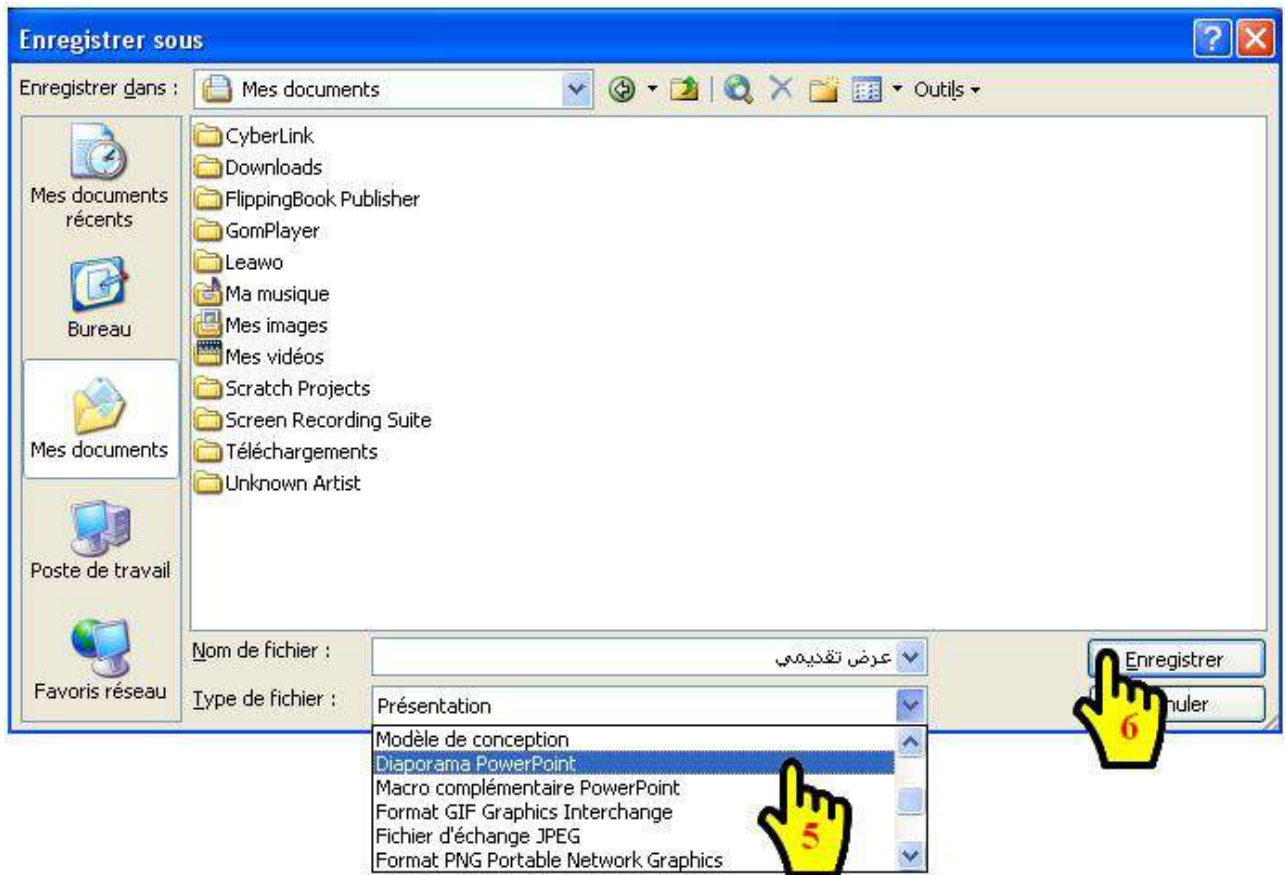 Enregistrer sous
Enregistrer dans :
Mes documents
Outils
Mes documents
récents
Bureau
Mes documents
Poste de travail
Favoris réseau
CyberLink
Downloads
FlippingBook Publisher
GomPlayer
Leawo
Ma musique
Mes images
Mes vidéos
Scratch Projects
Screen Recording Suite
Téléchargements
Unknown Artist
Nom de fichier :
عرض تقديمي
Enregistrer
Type de fichier :
Présentation
nuler
6
Modèle de conception
Diaporama PowerPoint
Macro complémentaire PowerPoint
Format GIF Graphics Interchange
Fichier d'échange JPEG
Format PNG Portable Network Graphics
5